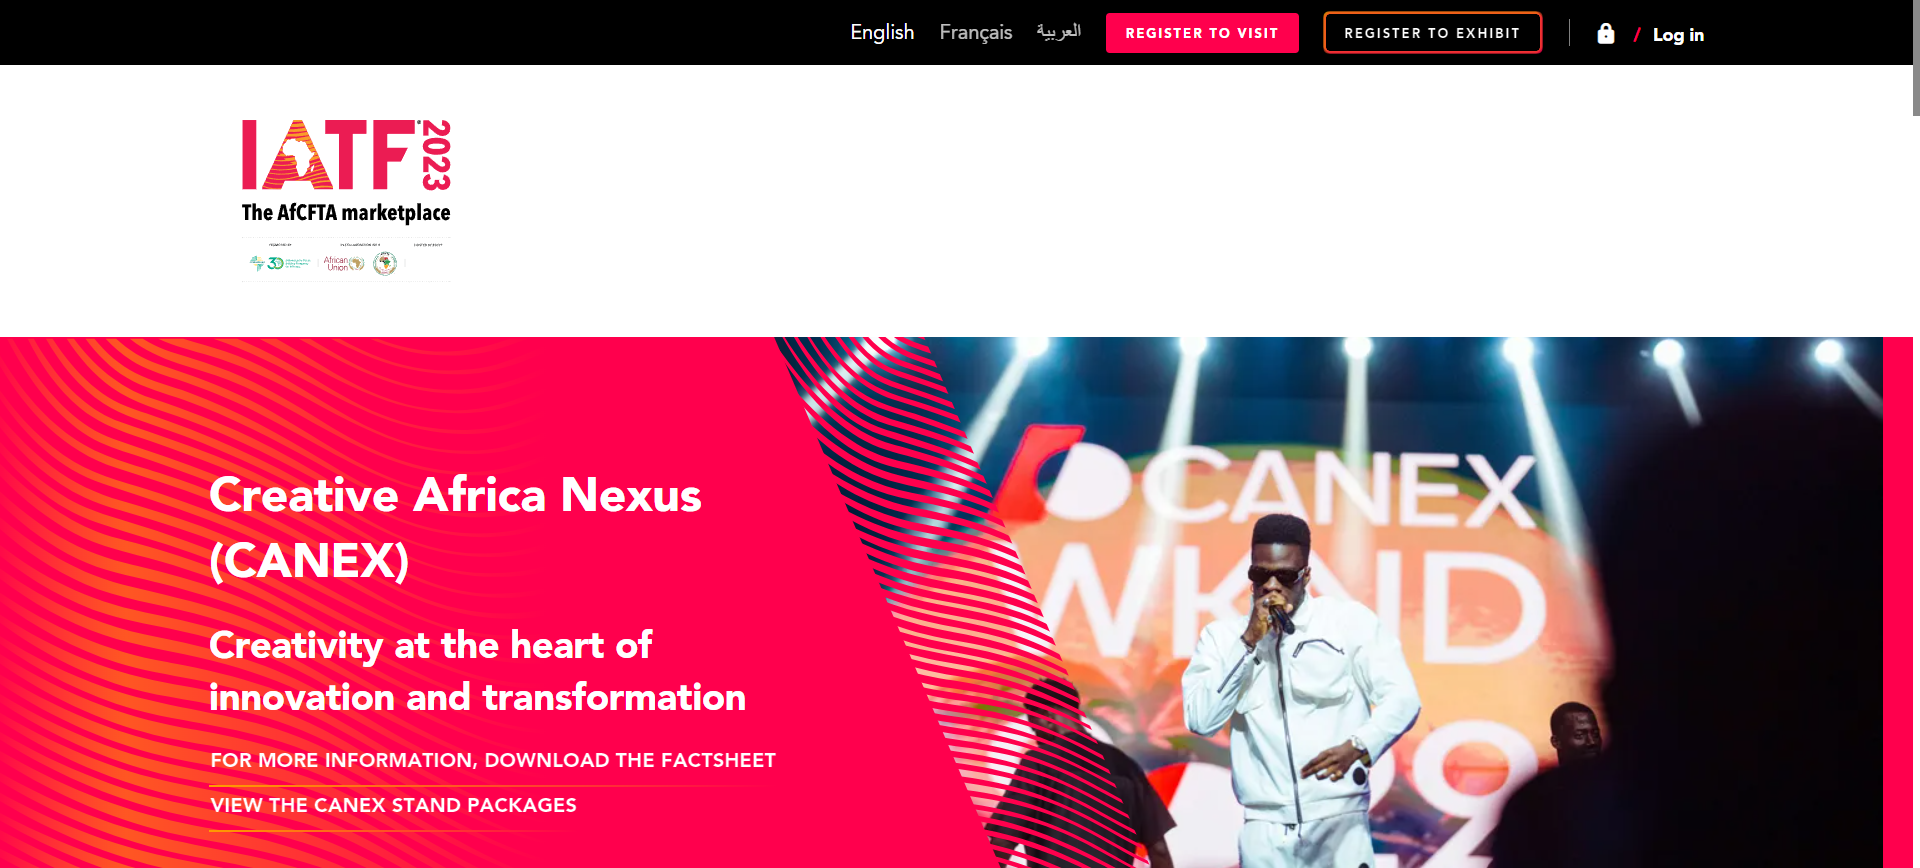 English Français العربية REGISTER TO VISIT REGISTER TO EXHIBIT / Log in
IATF 2023
The AfCFTA marketplace
African
Union
Creative Africa Nexus
(CANEX)
Creativity at the heart of
innovation and transformation
FOR MORE INFORMATION, DOWNLOAD THE FACTSHEET
VIEW THE CANEX STAND PACKAGES
CANEX
WKND